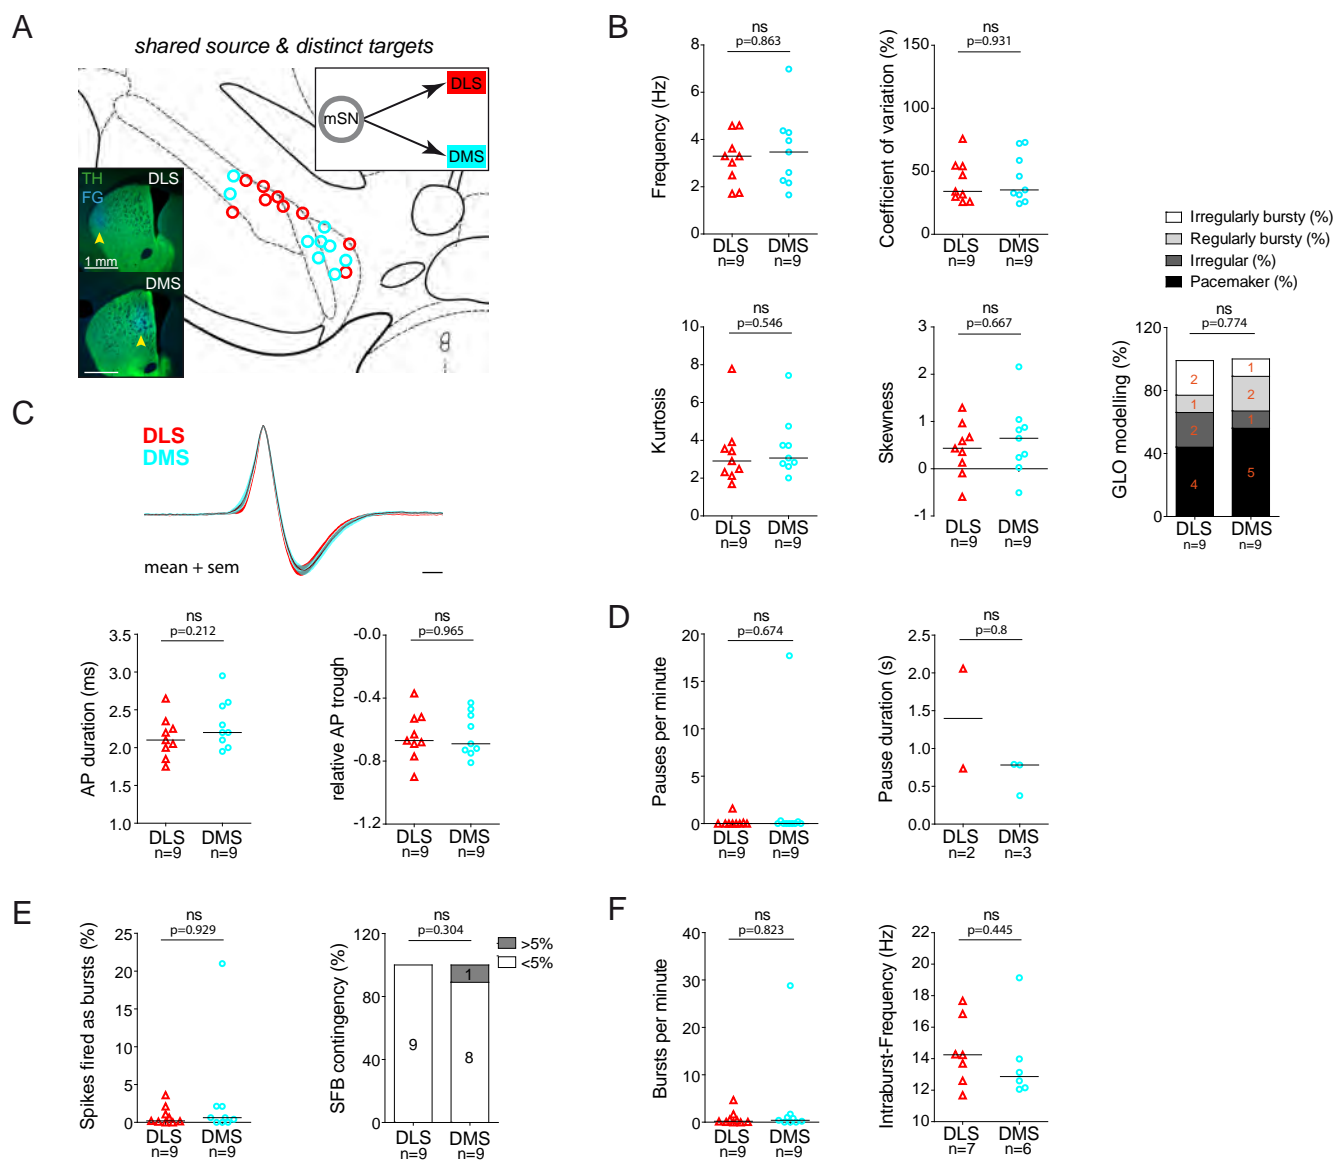 A
shared source & distinct targets
mSN
DLS
DMS
TH
FG
DLS
1 mm
DMS
B
ns
p=0.863
Frequency (Hz)
8
6
4
2
0
DLS
n=9
DMS
n=9
ns
p=0.931
Coefficient of variation (%)
150
100
50
0
DLS
n=9
DMS
n=9
Irregularly bursty (%)
Regularly bursty (%)
Irregular (%)
Pacemaker (%)
ns
p=0.546
Kurtosis
10
8
6
4
2
0
DLS
n=9
DMS
n=9
ns
p=0.667
Skewness
3
2
1
0
-1
DLS
n=9
DMS
n=9
ns
p=0.774
GLO modelling (%)
120
80
40
0
2
1
2
4
1
2
1
5
DLS
n=9
DMS
n=9
C
DLS
DMS
mean + sem
ns
p=0.212
AP duration (ms)
3.5
3.0
2.5
2.0
1.5
1.0
DLS
n=9
DMS
n=9
ns
p=0.965
relative AP trough
-0.0
-0.4
-0.8
-1.2
DLS
n=9
DMS
n=9
D
ns
p=0.674
Pauses per minute
20
15
10
5
0
DLS
n=9
DMS
n=9
ns
p=0.8
Pause duration (s)
2.5
2.0
1.5
1.0
0.5
0.0
DLS
n=2
DMS
n=3
E
ns
p=0.929
Spikes fired as bursts (%)
25
20
15
10
5
0
DLS
n=9
DMS
n=9
ns
p=0.304
SFB contingency (%)
120
80
40
0
>5%
<5%
9
1
8
DLS
n=9
DMS
n=9
F
ns
p=0.823
Bursts per minute
40
30
20
10
0
DLS
n=9
DMS
n=9
ns
p=0.445
Intraburst-Frequency (Hz)
22
20
18
16
14
12
10
DLS
n=7
DMS
n=6